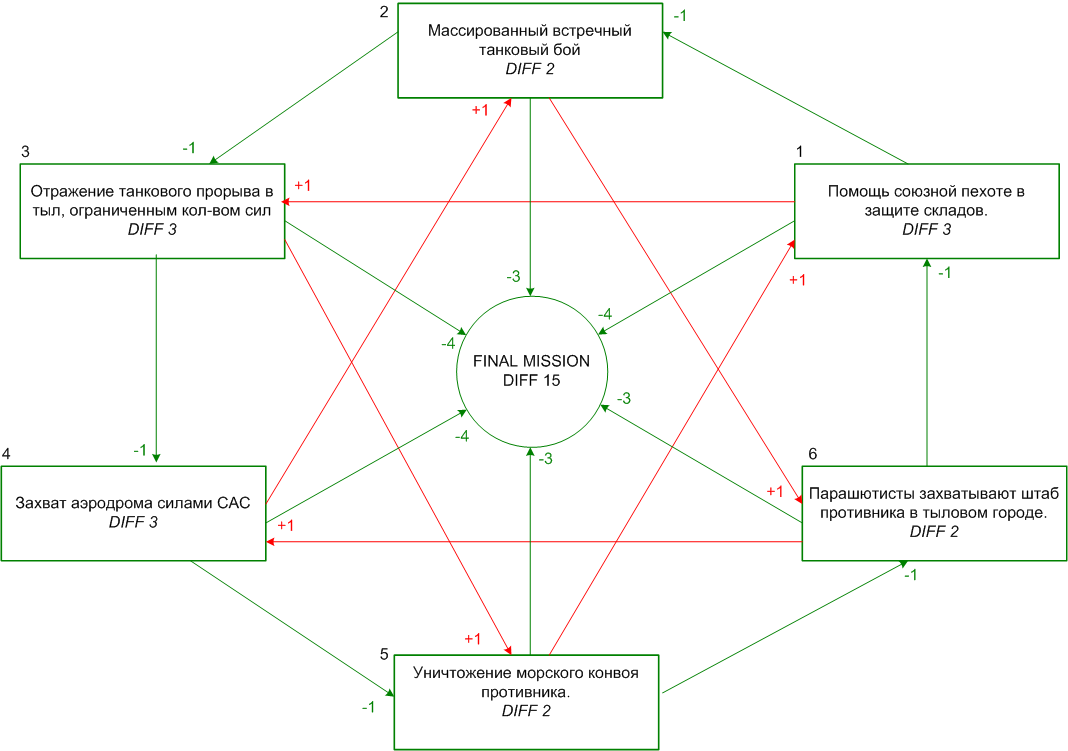 2
Массированный встречный
танковый бой
DIFF 2
-1
+1
-1
3
Отражение танкового прорыва в
тыл, ограниченным кол-вом сил
DIFF 3
+1
1
Помощь союзной пехоте в
защите складов.
DIFF 3
-3
+1
-1
-4
-4
FINAL MISSION
DIFF 15
-3
-4
-3
-1
4
Захват аэродрома силами САС
DIFF 3
+1
+1
6
Парашютисты захватывают штаб
противника в тыловом городе.
DIFF 2
-1
+1
5
Уничтожение морского конвоя
противника.
DIFF 2
-1